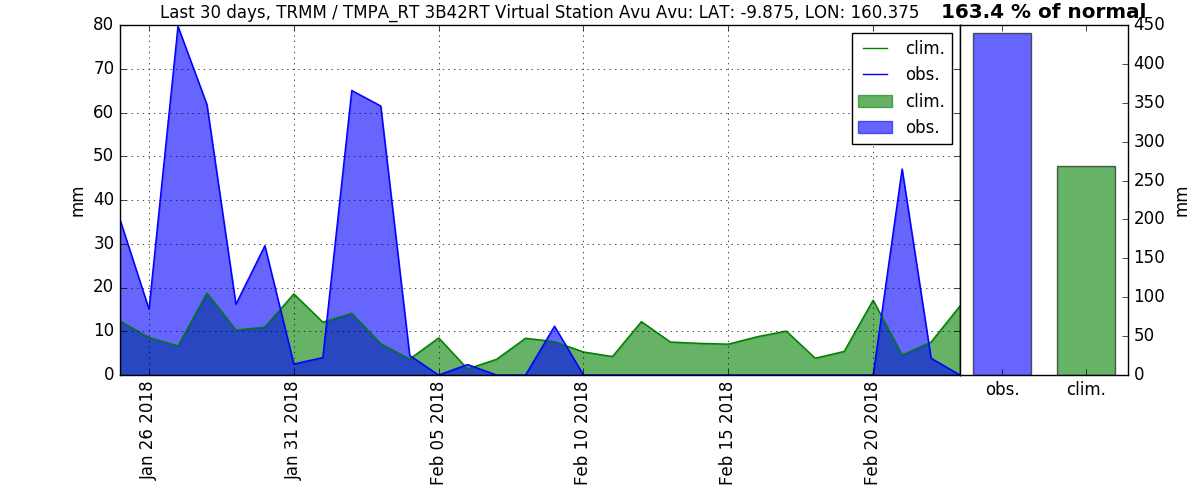 Last 30 days, TRMM / TMPA_RT 3B42RT Virtual Station Avu Avu: LAT: -9.875, LON: 160.375
163.4 % of normal
80
70
60
50
40
30
20
10
0
mm
clim.
obs.
clim.
obs.
Jan 26 2018
Jan 31 2018
Feb 05 2018
Feb 10 2018
Feb 15 2018
Feb 20 2018
450
400
350
300
250
200
150
100
50
0
mm
obs.
clim.